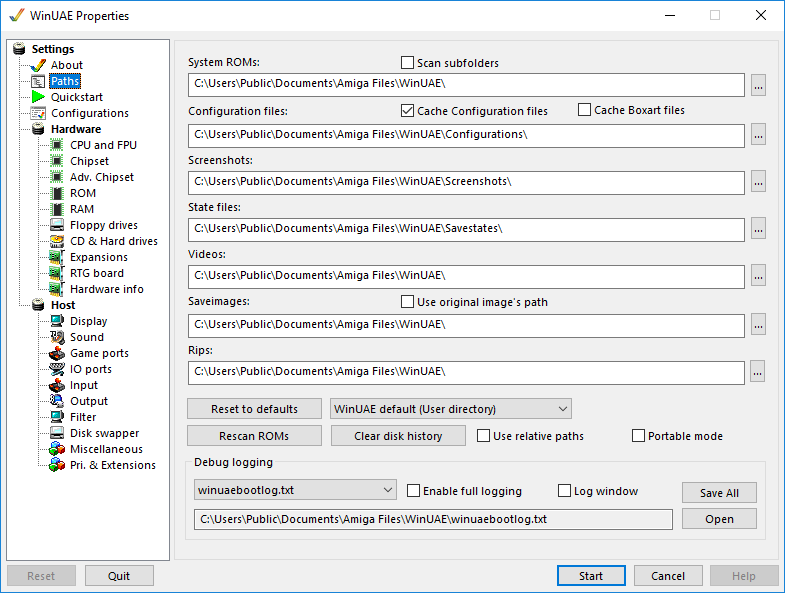 WinUAE Properties
Settings
About
Paths
Quickstart
Configurations
Hardware
CPU and FPU
Chipset
Adv. Chipset
ROM
RAM
Floppy drives
CD & Hard drives
Expansions
RTG board
Hardware info
Host
Display
Sound
Game ports
IO ports
Input
Output
Filter
Disk swapper
Miscellaneous
Pri. & Extensions
System ROMs: Scan subfolders
C:\Users\Public\Documents\Amiga Files\WinUAE\ ...
Configuration files: Cache Configuration files Cache Boxart files
C:\Users\Public\Documents\Amiga Files\WinUAE\Configurations\ ...
Screenshots:
C:\Users\Public\Documents\Amiga Files\WinUAE\Screenshots\ ...
State files:
C:\Users\Public\Documents\Amiga Files\WinUAE\Savestates\ ...
Videos:
C:\Users\Public\Documents\Amiga Files\WinUAE\ ...
Saveimages: Use original image's path
C:\Users\Public\Documents\Amiga Files\WinUAE\ ...
Rips:
C:\Users\Public\Documents\Amiga Files\WinUAE\ ...
Reset to defaults WinUAE default (User directory)
Rescan ROMs Clear disk history Use relative paths Portable mode
Debug logging
winuaebootlog.txt Enable full logging Log window Save All
C:\Users\Public\Documents\Amiga Files\WinUAE\winuaebootlog.txt Open
Reset Quit Start Cancel Help